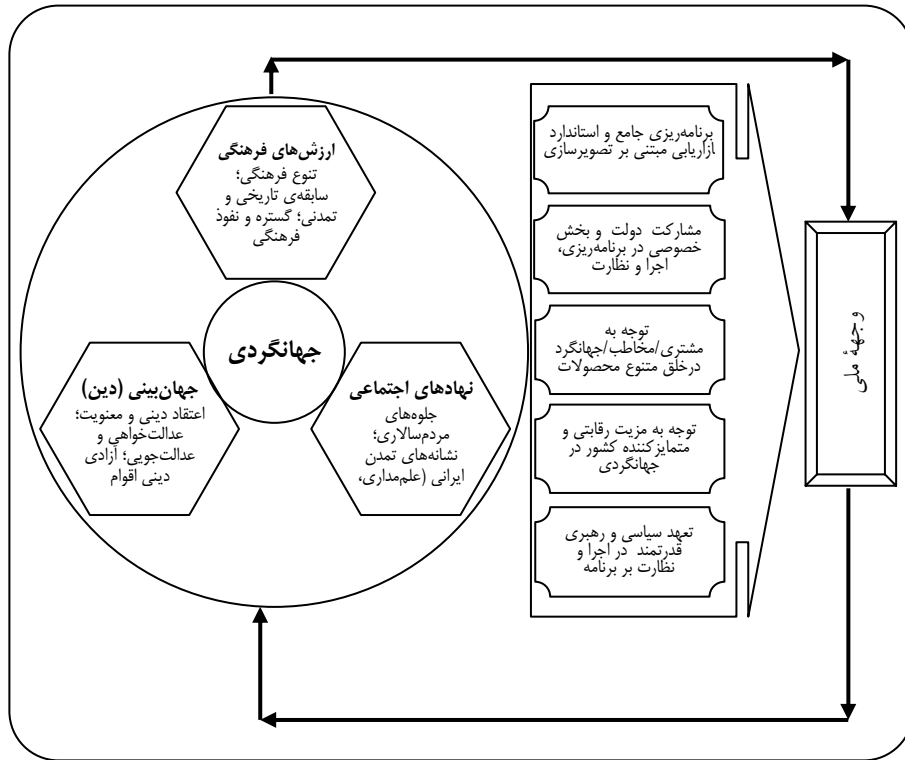 ارزش‌های فرهنگی
تنوع فرهنگی؛
سابقه‌ی تاریخی و
تمدنی؛ گستره و نفوذ
فرهنگی
جهانگردی
نهادهای اجتماعی
جلوه‌های
مردم‌سالاری؛
نشانه‌های تمدن
ایرانی (علم‌مداری،
جهان‌بینی (دین)
اعتقاد دینی و معنویت؛
عدالت‌خواهی و
عدالت‌جویی؛ آزادی
دینی اقوام
برنامه‌ریزی جامع و استاندارد
بازاریابی مبتنی بر تصویرسازی
مشارکت دولت و بخش
خصوصی در برنامه‌ریزی،
اجرا و نظارت
توجه به
مشتری/مخاطب/جهانگرد
درخلق متنوع محصولات
توجه به مزیت رقابتی و
متمایزکننده کشور در
جهانگردی
تعهد سیاسی و رهبری
قدرتمند در اجرا و
نظارت بر برنامه
وجههٔ ملی